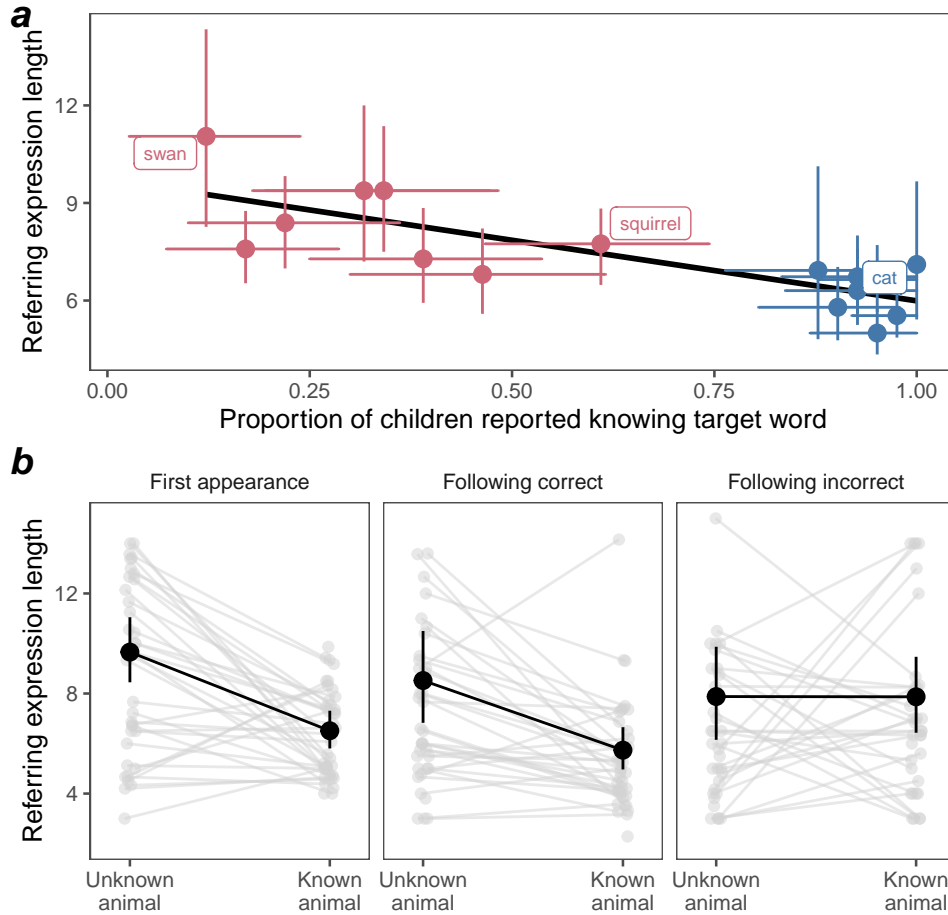 a
Referring expression length
12
9
6
swan
squirrel
cat
0.00 0.25 0.50 0.75 1.00
Proportion of children reported knowing target word
b
First appearance Following correct Following incorrect
Referring expression length
12
8
4
Unknown Known Unknown Known Unknown Known
animal animal animal animal animal animal